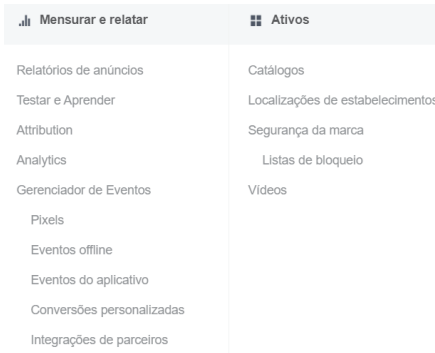 Mensurar e relatar
Relatórios de anúncios
Testar e Aprender
Attribution
Analytics
Gerenciador de Eventos
Pixels
Eventos offline
Eventos do aplicativo
Conversões personalizadas
Integrações de parceiros
Ativos
Catálogos
Localizações de estabelecimentos
Segurança da marca
Listas de bloqueio
Vídeos